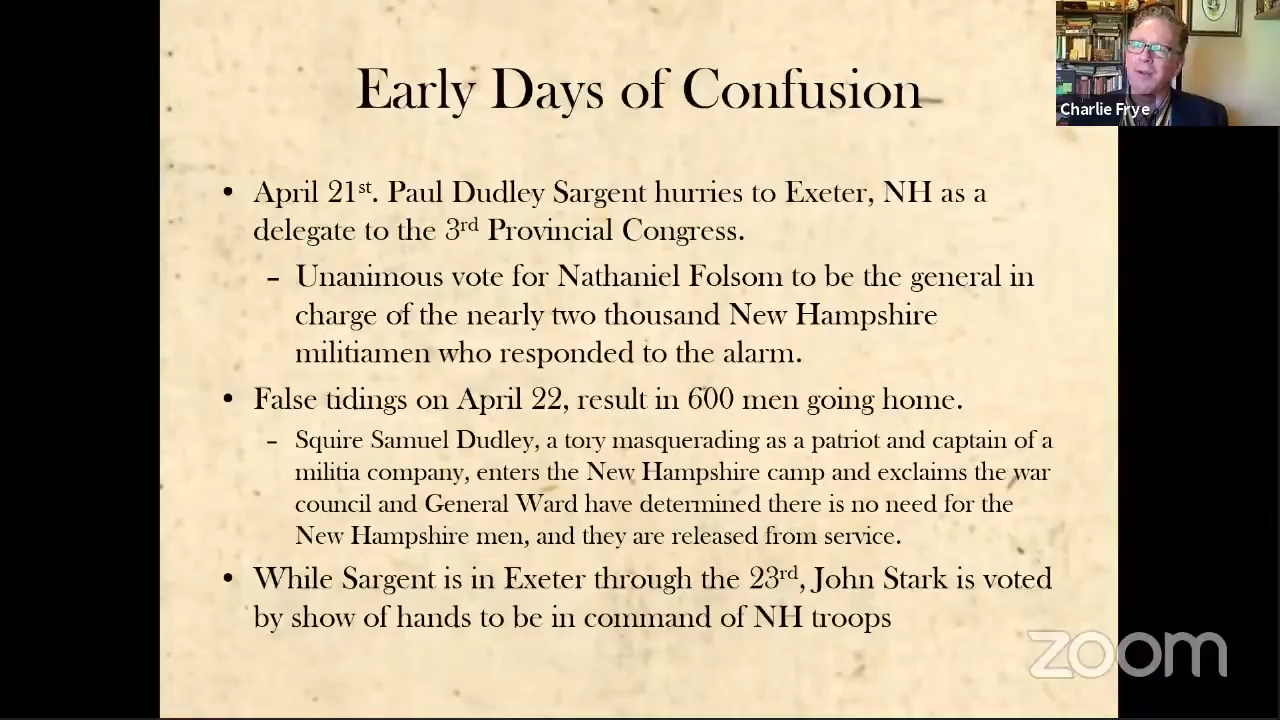 Early Days of Confusion
Charlie Frye
• April 21st. Paul Dudley Sargent hurries to Exeter, NH as a
delegate to the 3rd Provincial Congress.
– Unanimous vote for Nathaniel Folsom to be the general in
charge of the nearly two thousand New Hampshire
militiamen who responded to the alarm.
• False tidings on April 22, result in 600 men going home.
– Squire Samuel Dudley, a tory masquerading as a patriot and captain of a
militia company, enters the New Hampshire camp and exclaims the war
council and General Ward have determined there is no need for the
New Hampshire men, and they are released from service.
• While Sargent is in Exeter through the 23rd, John Stark is voted
by show of hands to be in command of NH troops
zoom